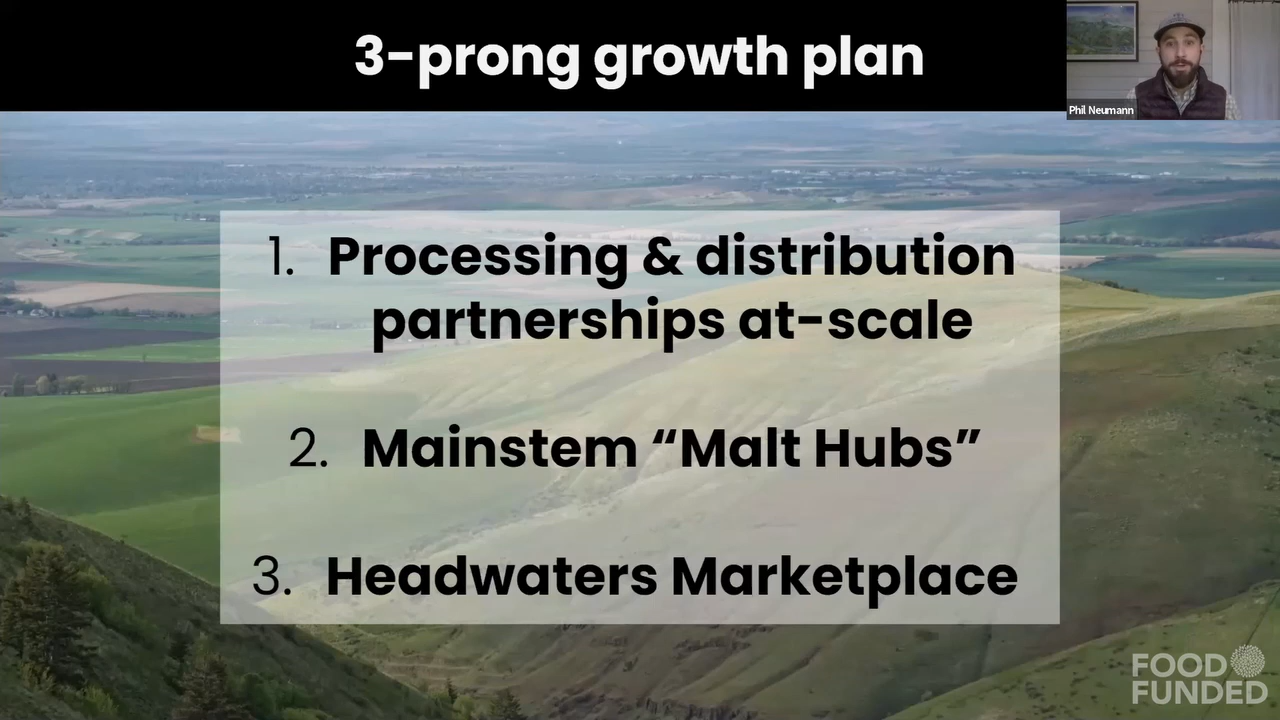 3-prong growth plan
Phil Neumann
1. Processing & distribution
partnerships at-scale
2. Mainstem “Malt Hubs”
3. Headwaters Marketplace
FOOD
FUNDED